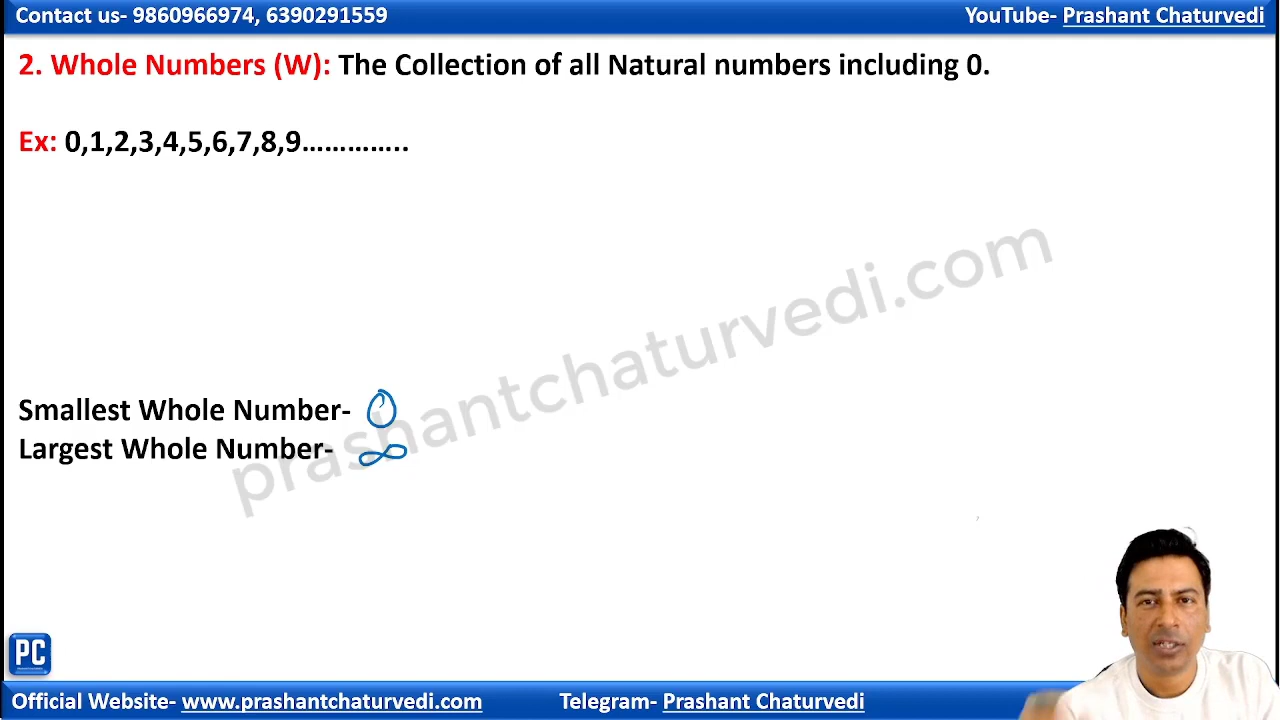 Contact us- 9860966974, 6390291559
YouTube- Prashant Chaturvedi
2. Whole Numbers (W): The Collection of all Natural numbers including 0.
Ex: 0,1,2,3,4,5,6,7,8,9…………..
prashantchaturvedi.com
Smallest Whole Number- 0
Largest Whole Number- ∞
PC
Official Website- www.prashantchaturvedi.com
Telegram- Prashant Chaturvedi